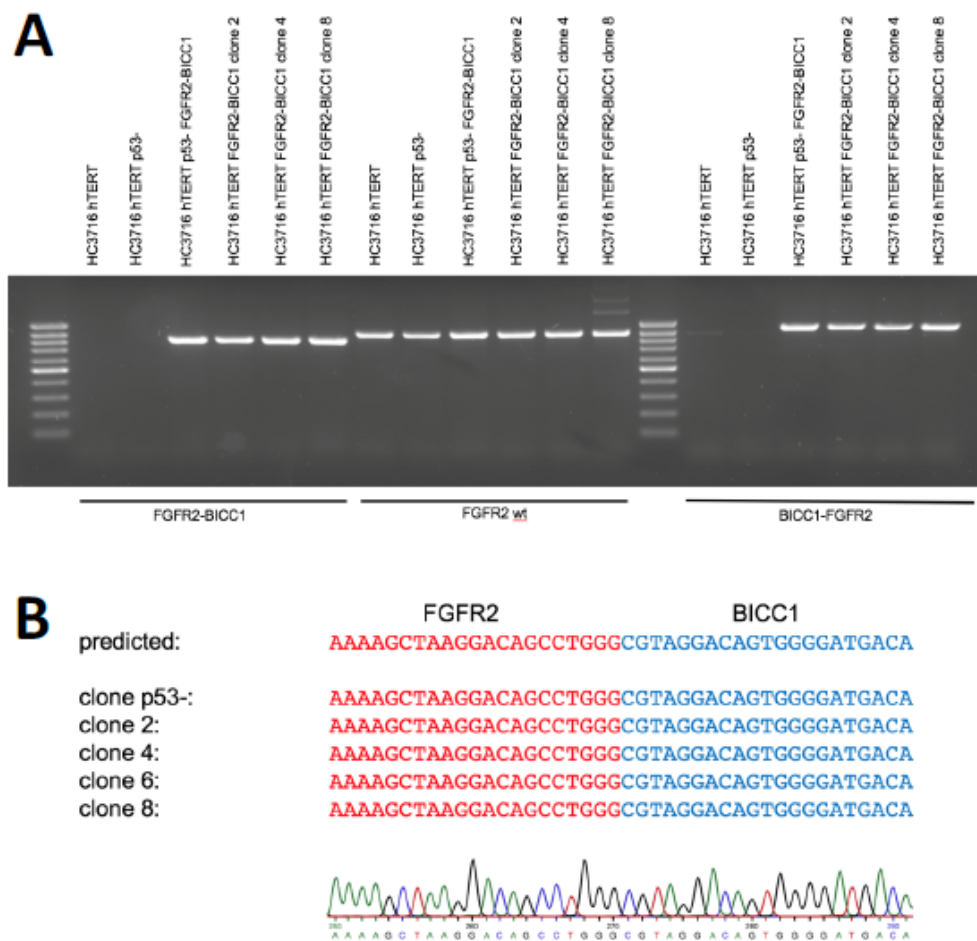 A
HC3716 hTERT
HC3716 hTERT p53-
HC3716 hTERT p53- FGFR2-BICC1
HC3716 hTERT FGFR2-BICC1 clone 2
HC3716 hTERT FGFR2-BICC1 clone 4
HC3716 hTERT FGFR2-BICC1 clone 8
HC3716 hTERT
HC3716 hTERT p53-
HC3716 hTERT p53- FGFR2-BICC1
HC3716 hTERT FGFR2-BICC1 clone 2
HC3716 hTERT FGFR2-BICC1 clone 4
HC3716 hTERT FGFR2-BICC1 clone 8
HC3716 hTERT
HC3716 hTERT p53-
HC3716 hTERT p53- FGFR2-BICC1
HC3716 hTERT FGFR2-BICC1 clone 2
HC3716 hTERT FGFR2-BICC1 clone 4
HC3716 hTERT FGFR2-BICC1 clone 8
FGFR2-BICC1 FGFR2 wt BICC1-FGFR2
B
FGFR2 BICC1
predicted: AAAAGCTAAGGACAGCCTGGGCGTAGGACAGTGGGGATGACA
clone p53-: AAAAGCTAAGGACAGCCTGGGCGTAGGACAGTGGGGATGACA
clone 2: AAAAGCTAAGGACAGCCTGGGCGTAGGACAGTGGGGATGACA
clone 4: AAAAGCTAAGGACAGCCTGGGCGTAGGACAGTGGGGATGACA
clone 6: AAAAGCTAAGGACAGCCTGGGCGTAGGACAGTGGGGATGACA
clone 8: AAAAGCTAAGGACAGCCTGGGCGTAGGACAGTGGGGATGACA
250 260 270 280 290
A A A A G C T A A G G A C A G C C T G G G C G T A G G A C A G T G G G G A T G A C A